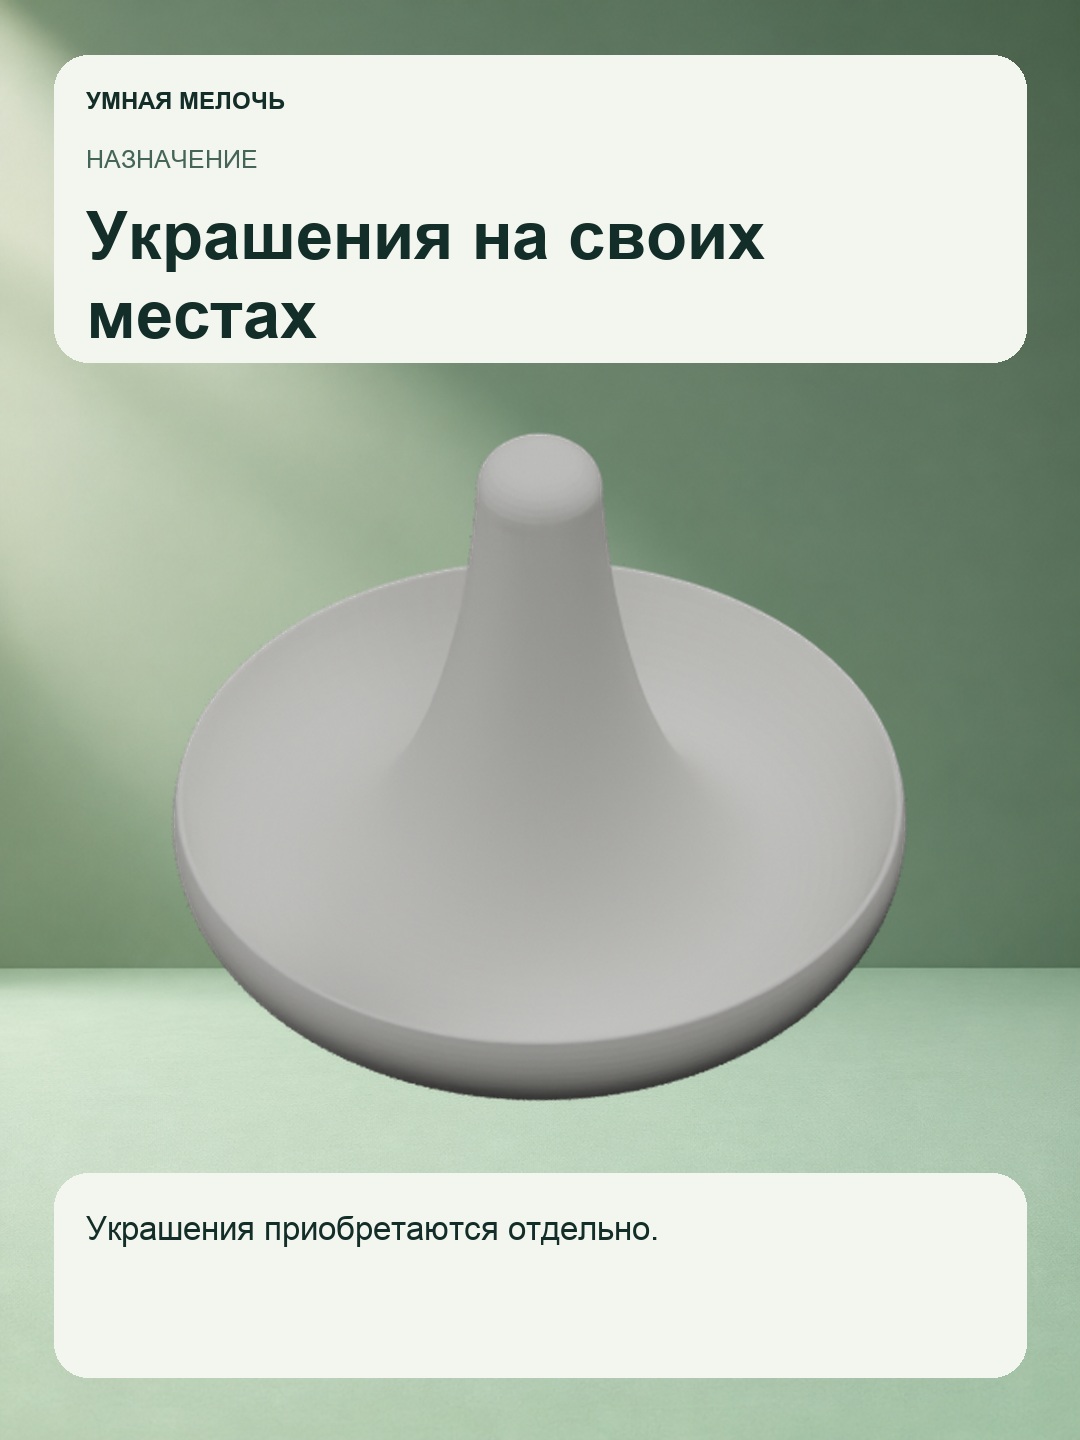 УМНАЯ МЕЛОЧЬ
НАЗНАЧЕНИЕ
Украшения на своих
местах
Украшения приобретаются отдельно.